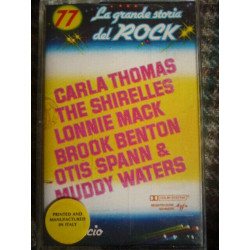 77
La grande storia
del ROCK
CARLA THOMAS
THE SHIRELLES
LONNIE MACK
BROOK BENTON
OTIS SPANN &
MUDDY WATERS
PRINTED AND
MANUFACTURED
IN ITALY
cio